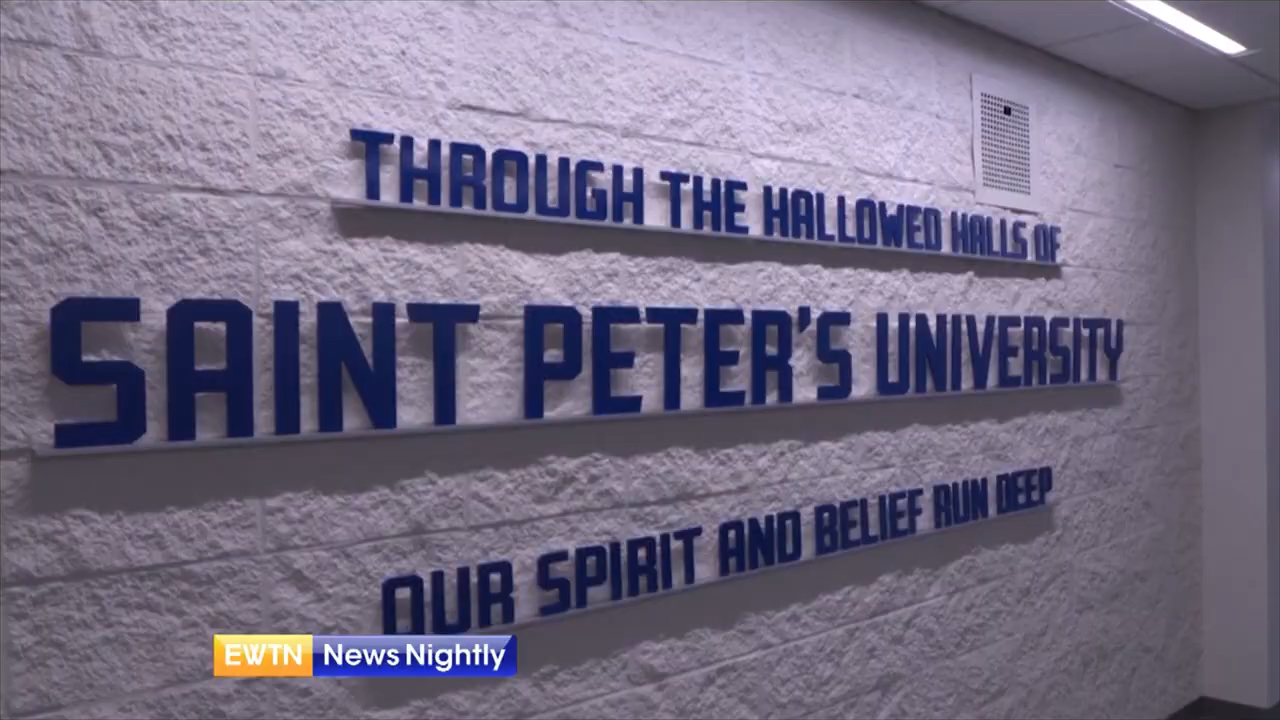 THROUGH THE HALLOWED HALLS OF
SAINT PETER'S UNIVERSITY
OUR SPIRIT AND BELIEF RUN DEEP
EWTN News Nightly